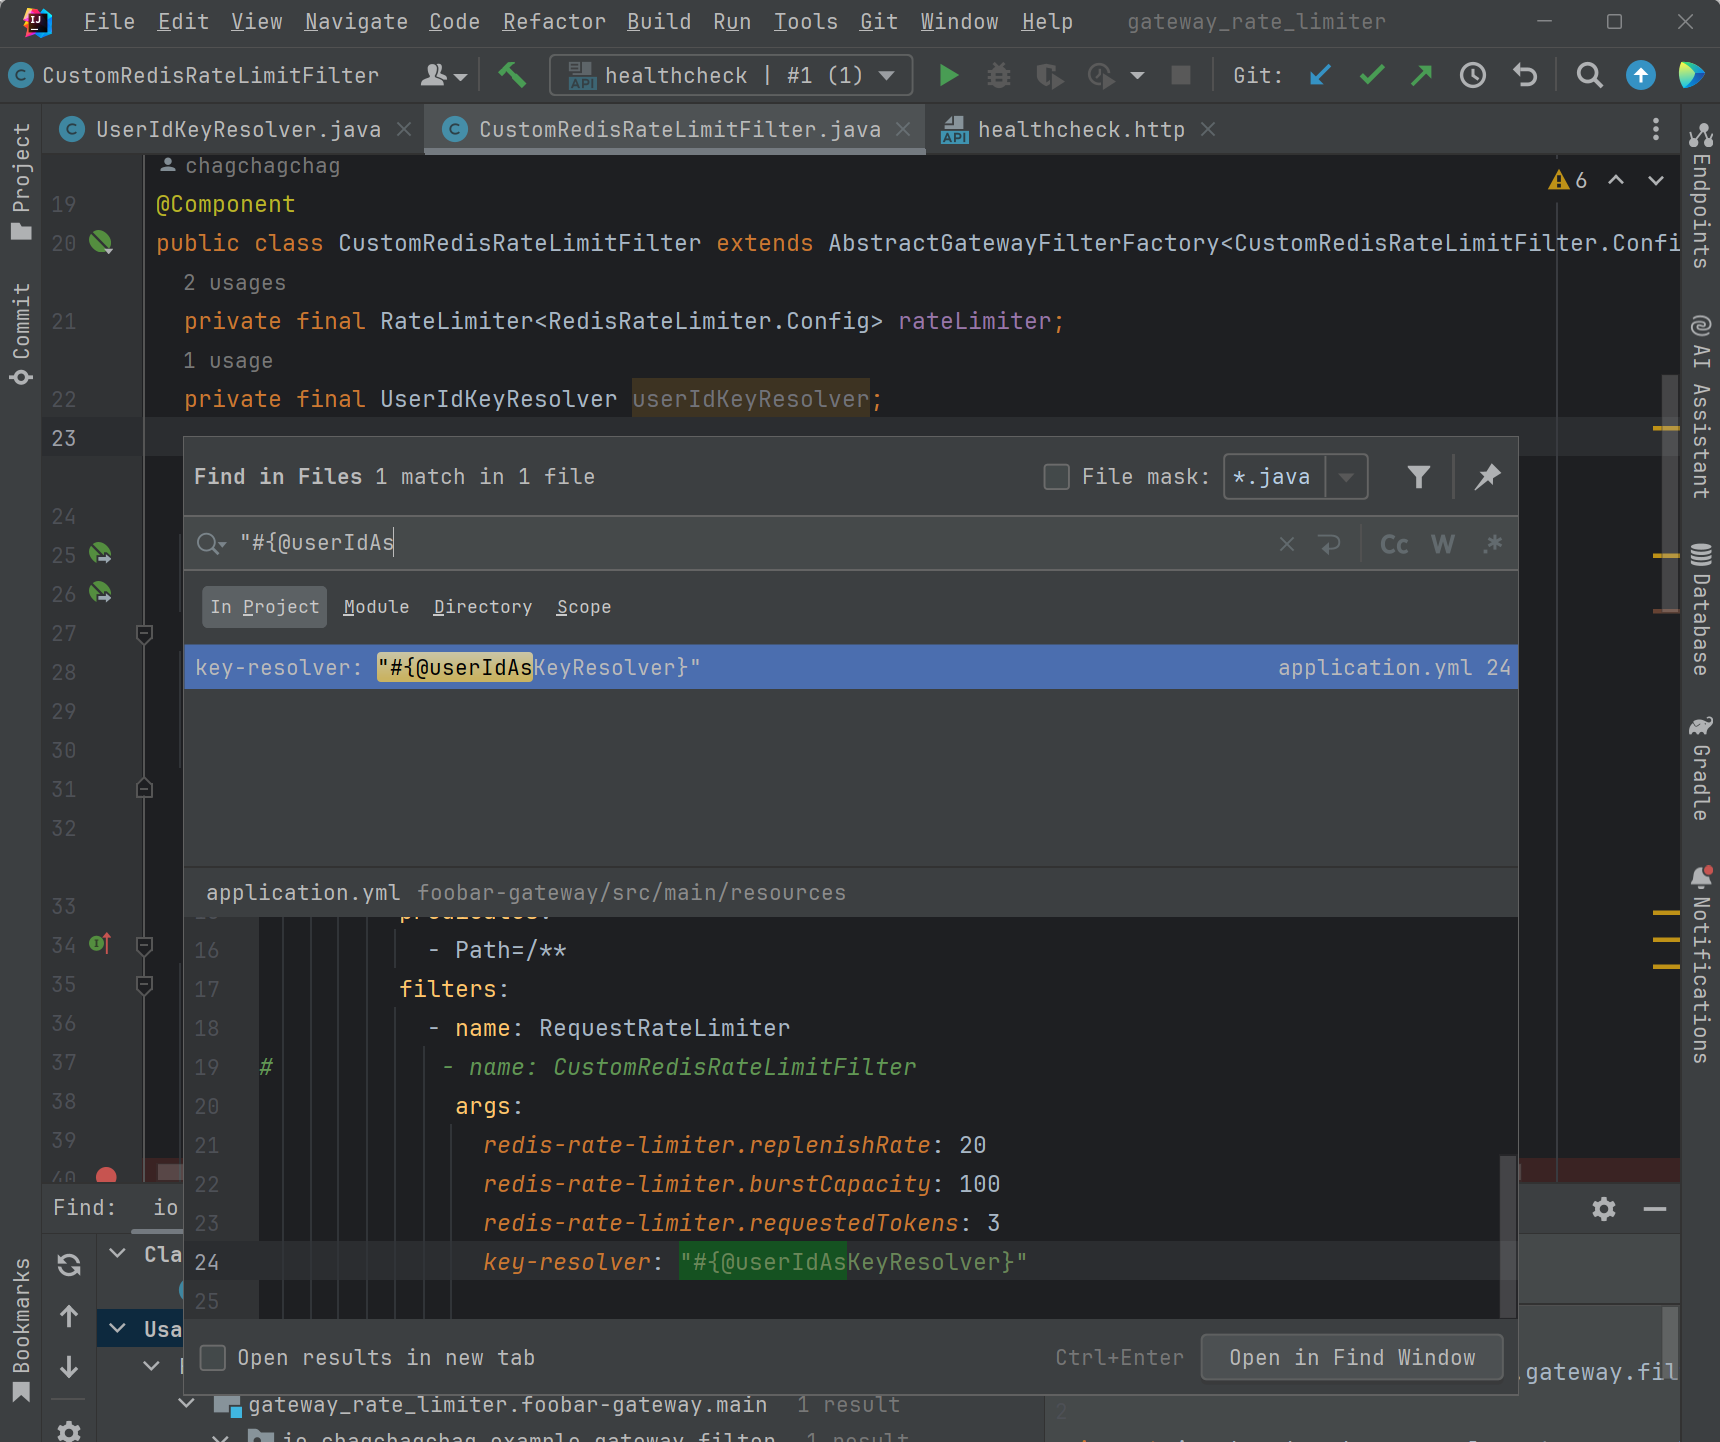 File Edit View Navigate Code Refactor Build Run Tools Git Window Help gateway_rate_limiter
CustomRedisRateLimitFilter healthcheck | #1 (1) Git:
UserIdKeyResolver.java CustomRedisRateLimitFilter.java healthcheck.http
Project
Commit
Bookmarks
chagchagchag
6
19 @Component
20 public class CustomRedisRateLimitFilter extends AbstractGatewayFilterFactory<CustomRedisRateLimitFilter.Confi
2 usages
21 private final RateLimiter<RedisRateLimiter.Config> rateLimiter;
1 usage
22 private final UserIdKeyResolver userIdKeyResolver;
23
24
25
26
27
28
29
30
31
32
33
34
35
36
37
38
39
40
Find in Files 1 match in 1 file File mask: *.java
"#{@userIdAs Cc W .*
In Project Module Directory Scope
key-resolver: "#{@userIdAsKeyResolver}" application.yml 24
application.yml foobar-gateway/src/main/resources
predicates:
16 - Path=/**
17 filters:
18 - name: RequestRateLimiter
19 # - name: CustomRedisRateLimitFilter
20 args:
21 redis-rate-limiter.replenishRate: 20
22 redis-rate-limiter.burstCapacity: 100
23 redis-rate-limiter.requestedTokens: 3
24 key-resolver: "#{@userIdAsKeyResolver}"
25
Open results in new tab Ctrl+Enter Open in Find Window
Find: io
Cla
Usa
gateway_rate_limiter.foobar-gateway.main 1 result
io.chagchagchag.example.gateway.filter 1 result
.gateway.fil
2
Endpoints
AI Assistant
Database
Gradle
Notifications